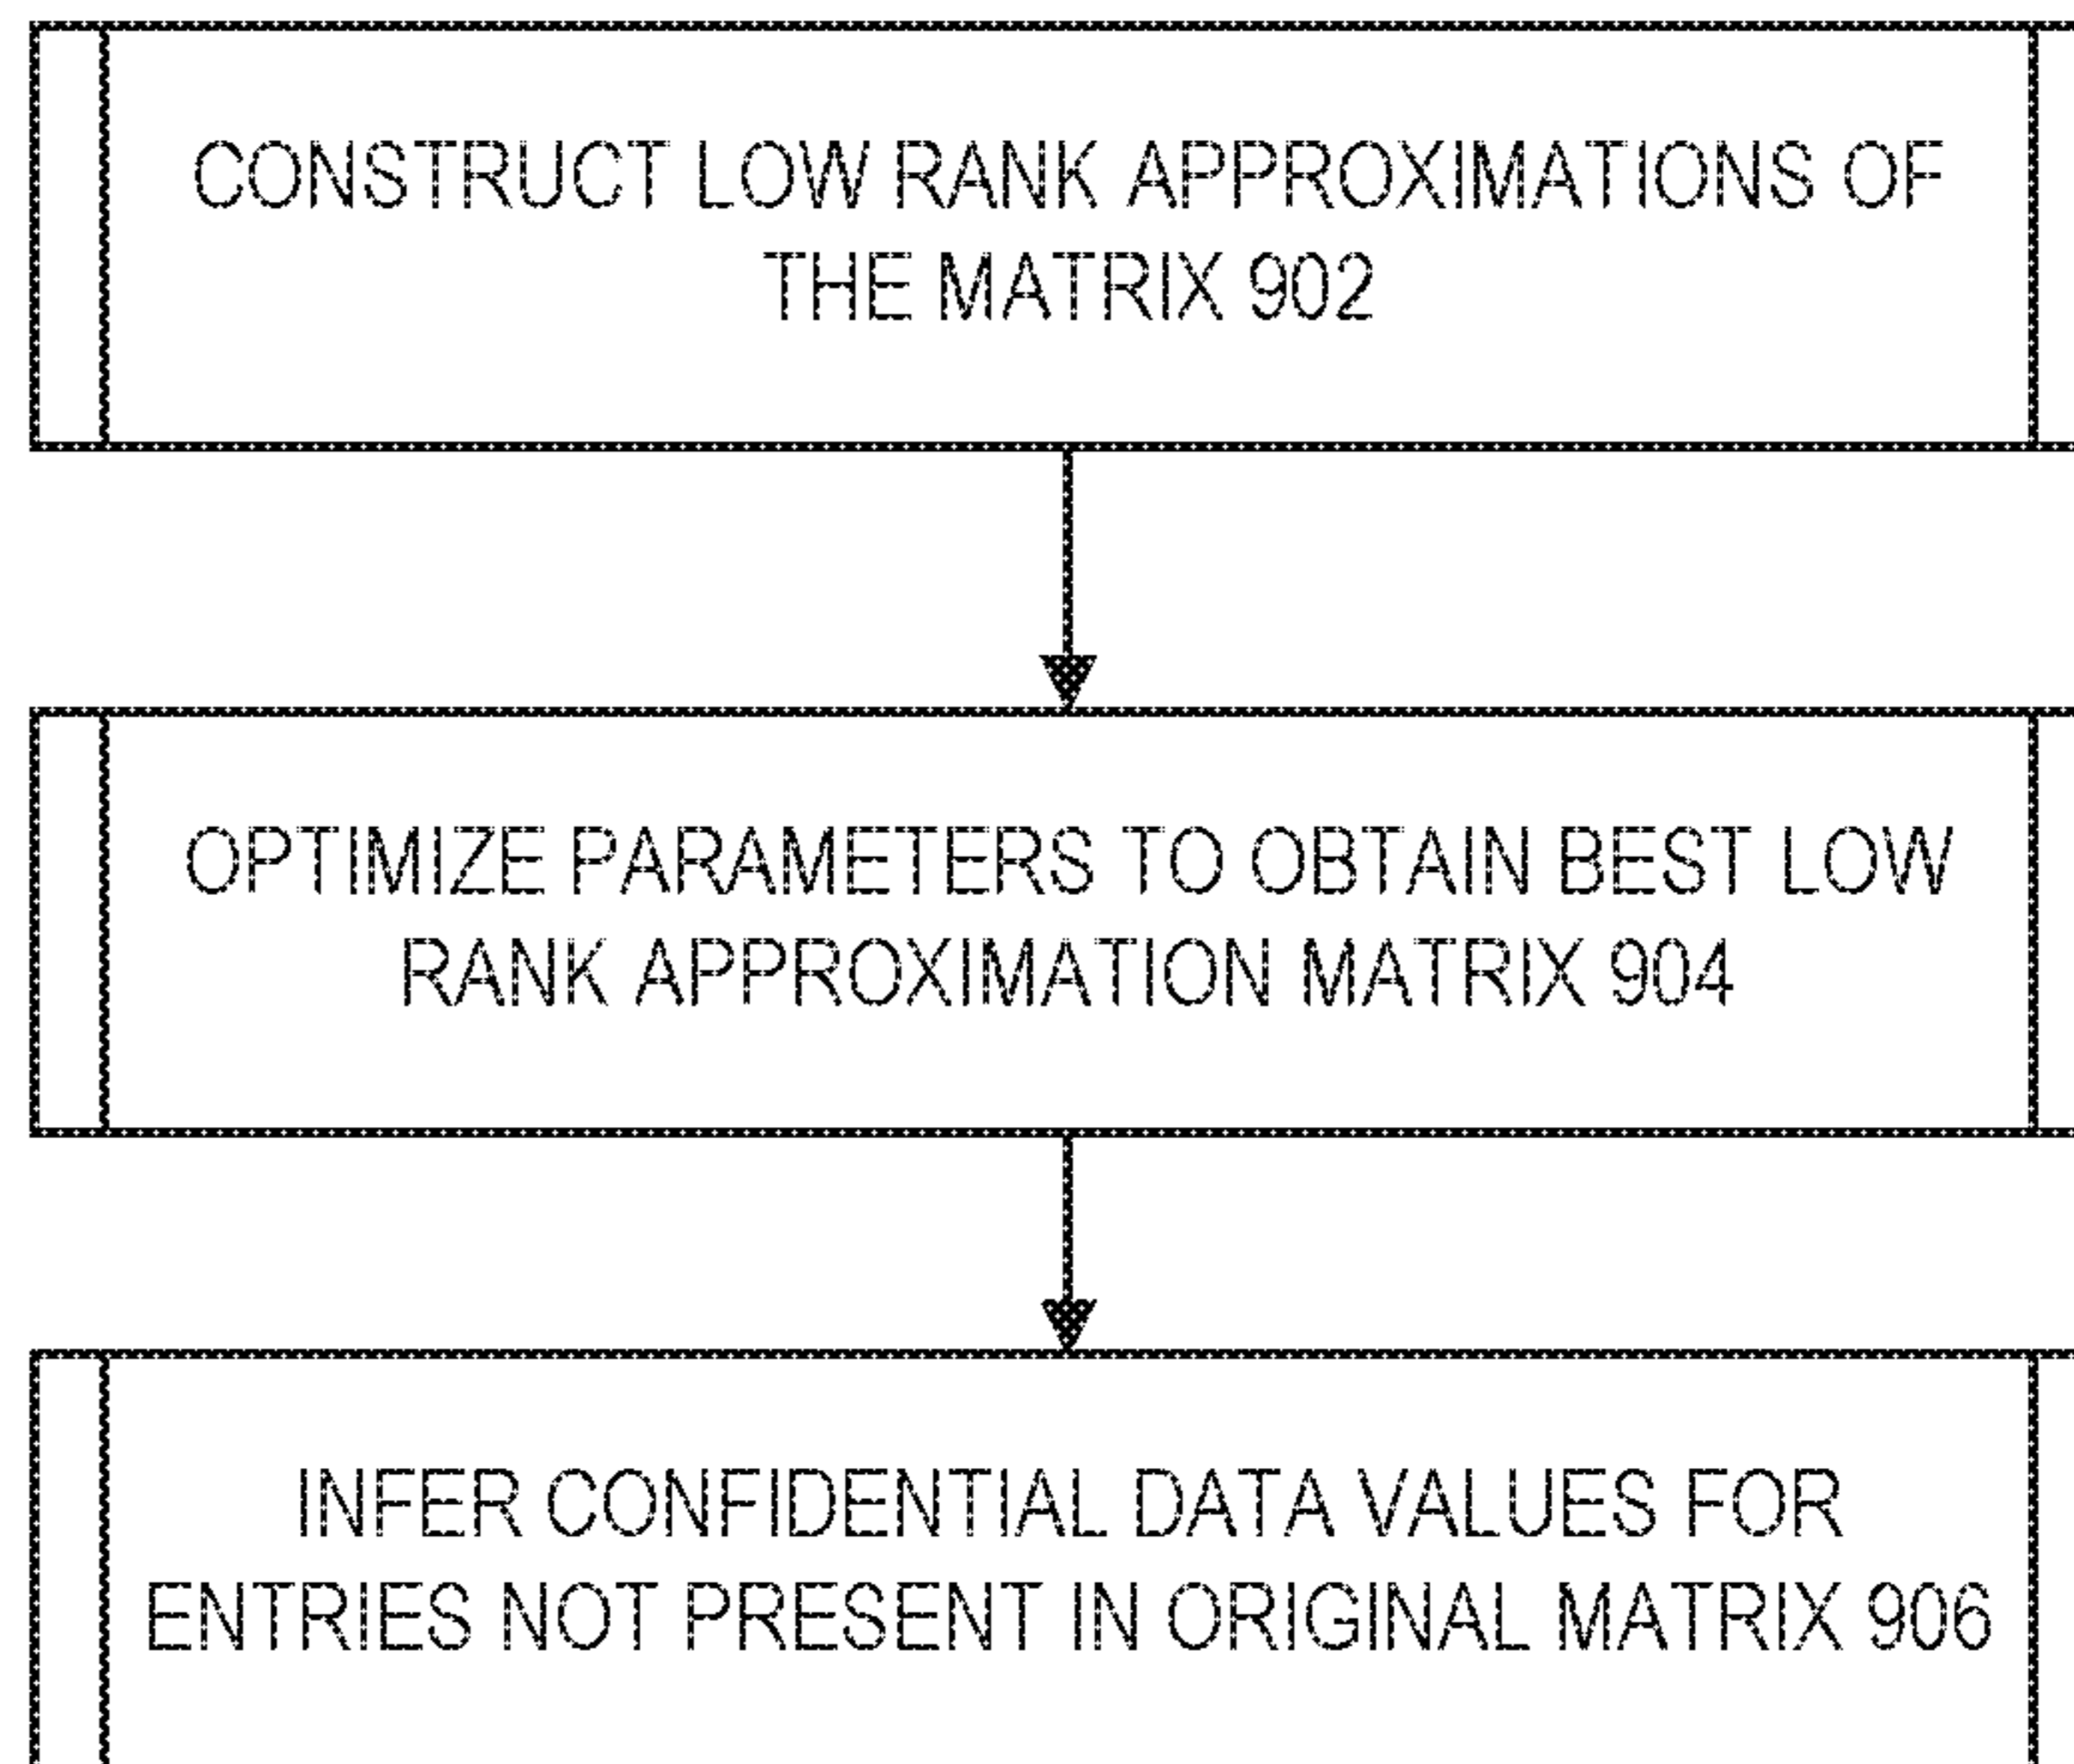 CONSTRUCT LOW RANK APPROXIMATIONS OF
THE MATRIX 902
OPTIMIZE PARAMETERS TO OBTAIN BEST LOW
RANK APPROXIMATION MATRIX 904
INFER CONFIDENTIAL DATA VALUES FOR
ENTRIES NOT PRESENT IN ORIGINAL MATRIX 906